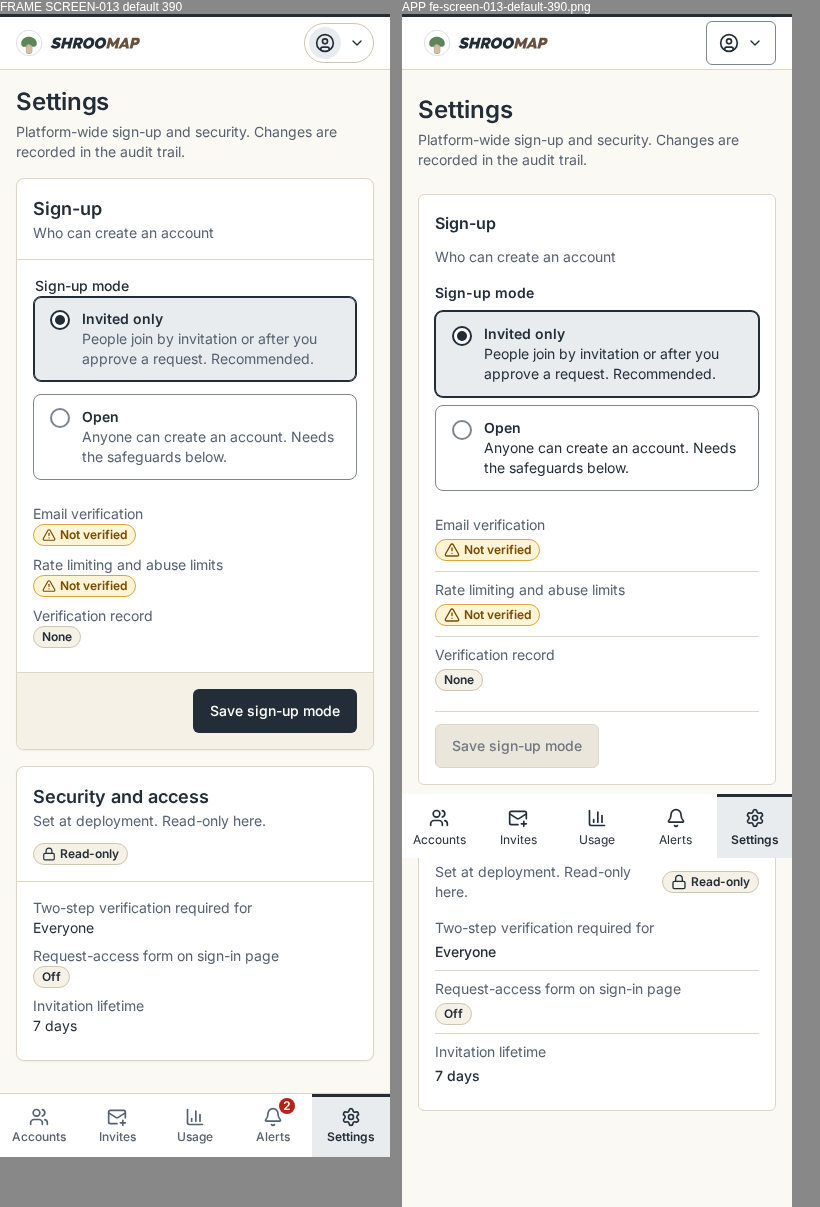 FRAME SCREEN-013 default 390
SHROOMAP
Settings
Platform-wide sign-up and security. Changes are
recorded in the audit trail.
Sign-up
Who can create an account
Sign-up mode
Invited only
People join by invitation or after you
approve a request. Recommended.
Open
Anyone can create an account. Needs
the safeguards below.
Email verification
Not verified
Rate limiting and abuse limits
Not verified
Verification record
None
Save sign-up mode
Security and access
Set at deployment. Read-only here.
Read-only
Two-step verification required for
Everyone
Request-access form on sign-in page
Off
Invitation lifetime
7 days
2
Accounts Invites Usage Alerts Settings
APP fe-screen-013-default-390.png
SHROOMAP
Settings
Platform-wide sign-up and security. Changes are
recorded in the audit trail.
Sign-up
Who can create an account
Sign-up mode
Invited only
People join by invitation or after you
approve a request. Recommended.
Open
Anyone can create an account. Needs
the safeguards below.
Email verification
Not verified
Rate limiting and abuse limits
Not verified
Verification record
None
Save sign-up mode
Accounts Invites Usage Alerts Settings
Set at deployment. Read-only
here.
Read-only
Two-step verification required for
Everyone
Request-access form on sign-in page
Off
Invitation lifetime
7 days